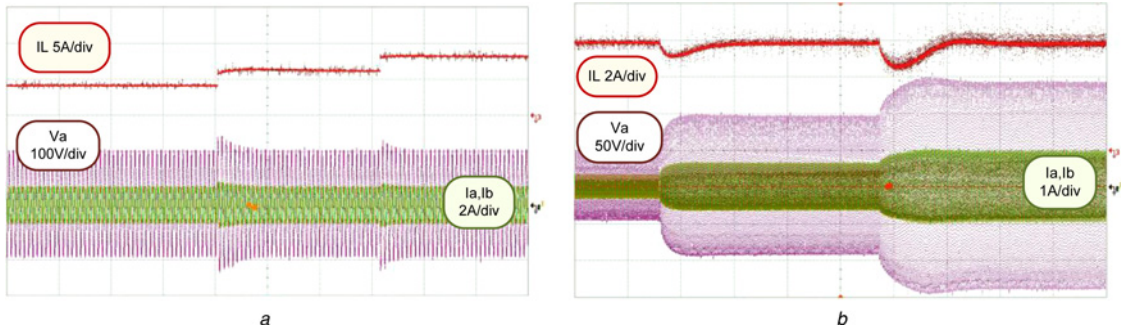 IL 5A/div
Va
100V/div
Ia,Ib
2A/div
a
IL 2A/div
Va
50V/div
Ia,Ib
1A/div
b